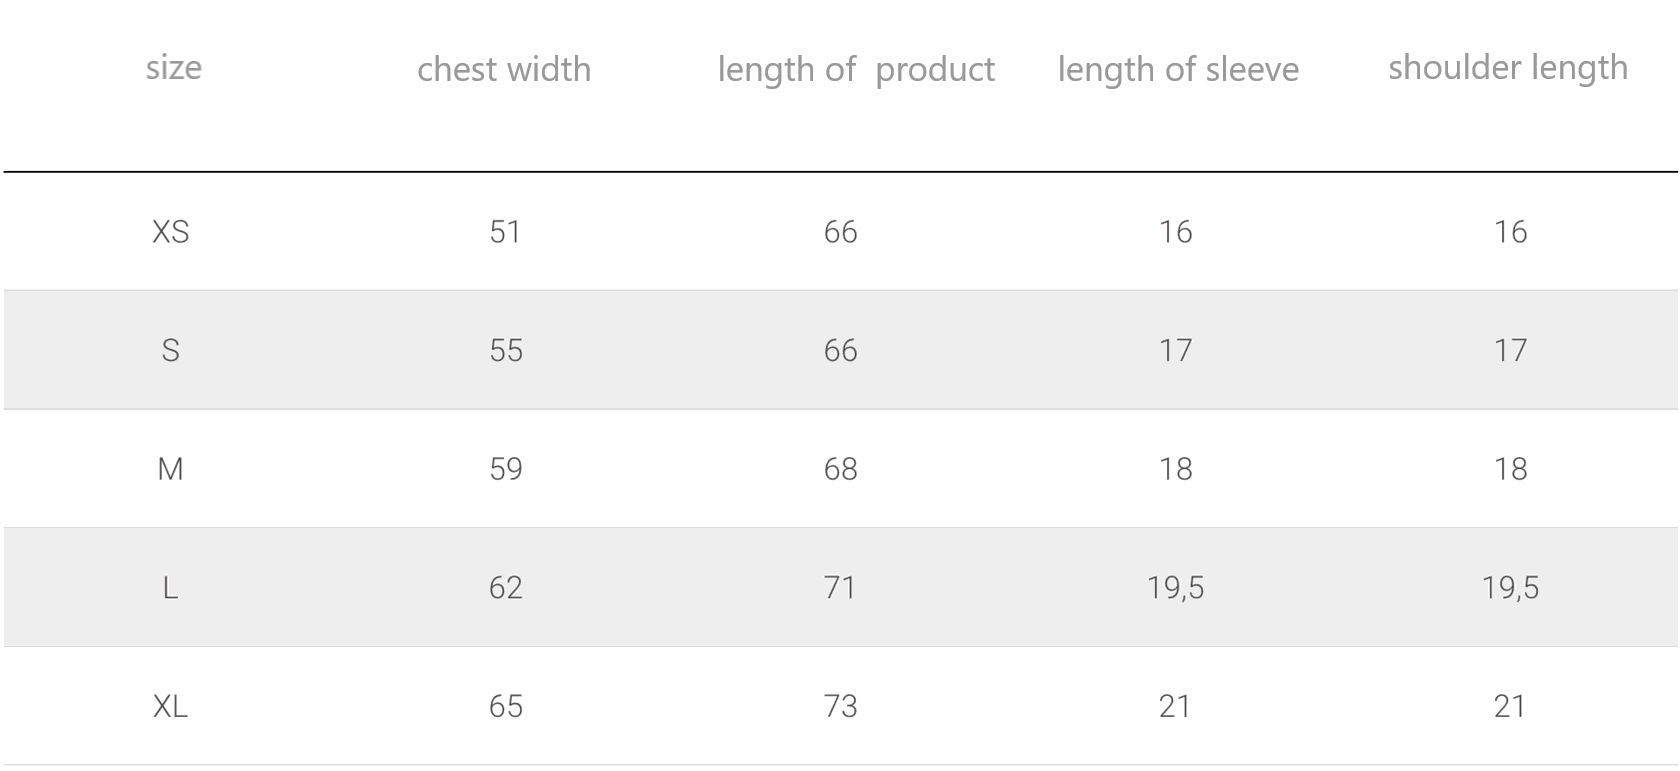 size chest width length of product length of sleeve shoulder length
XS 51 66 16 16
S 55 66 17 17
M 59 68 18 18
L 62 71 19,5 19,5
XL 65 73 21 21